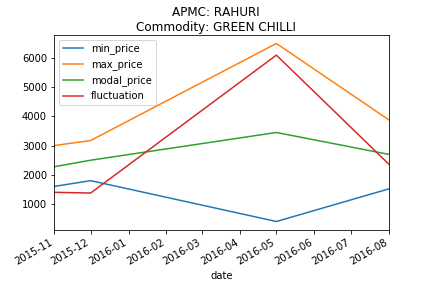 APMC: RAHURI
Commodity: GREEN CHILLI
min_price
max_price
modal_price
fluctuation
6000
5000
4000
3000
2000
1000
2015-11
2015-12
2016-01
2016-02
2016-03
2016-04
2016-05
2016-06
2016-07
2016-08
date